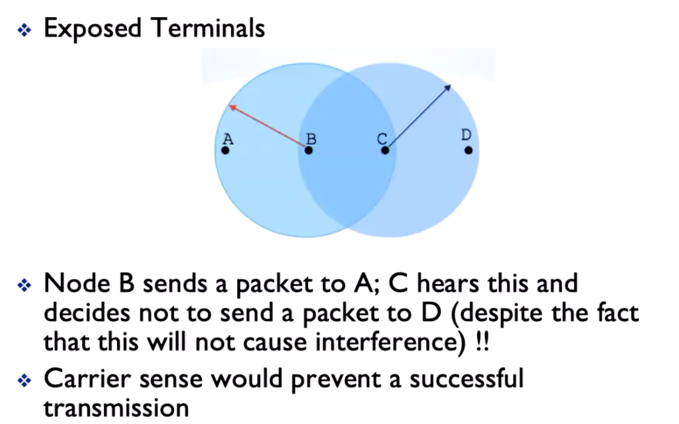 Exposed Terminals
A B C D
Node B sends a packet to A; C hears this and
decides not to send a packet to D (despite the fact
that this will not cause interference) !!
Carrier sense would prevent a successful
transmission